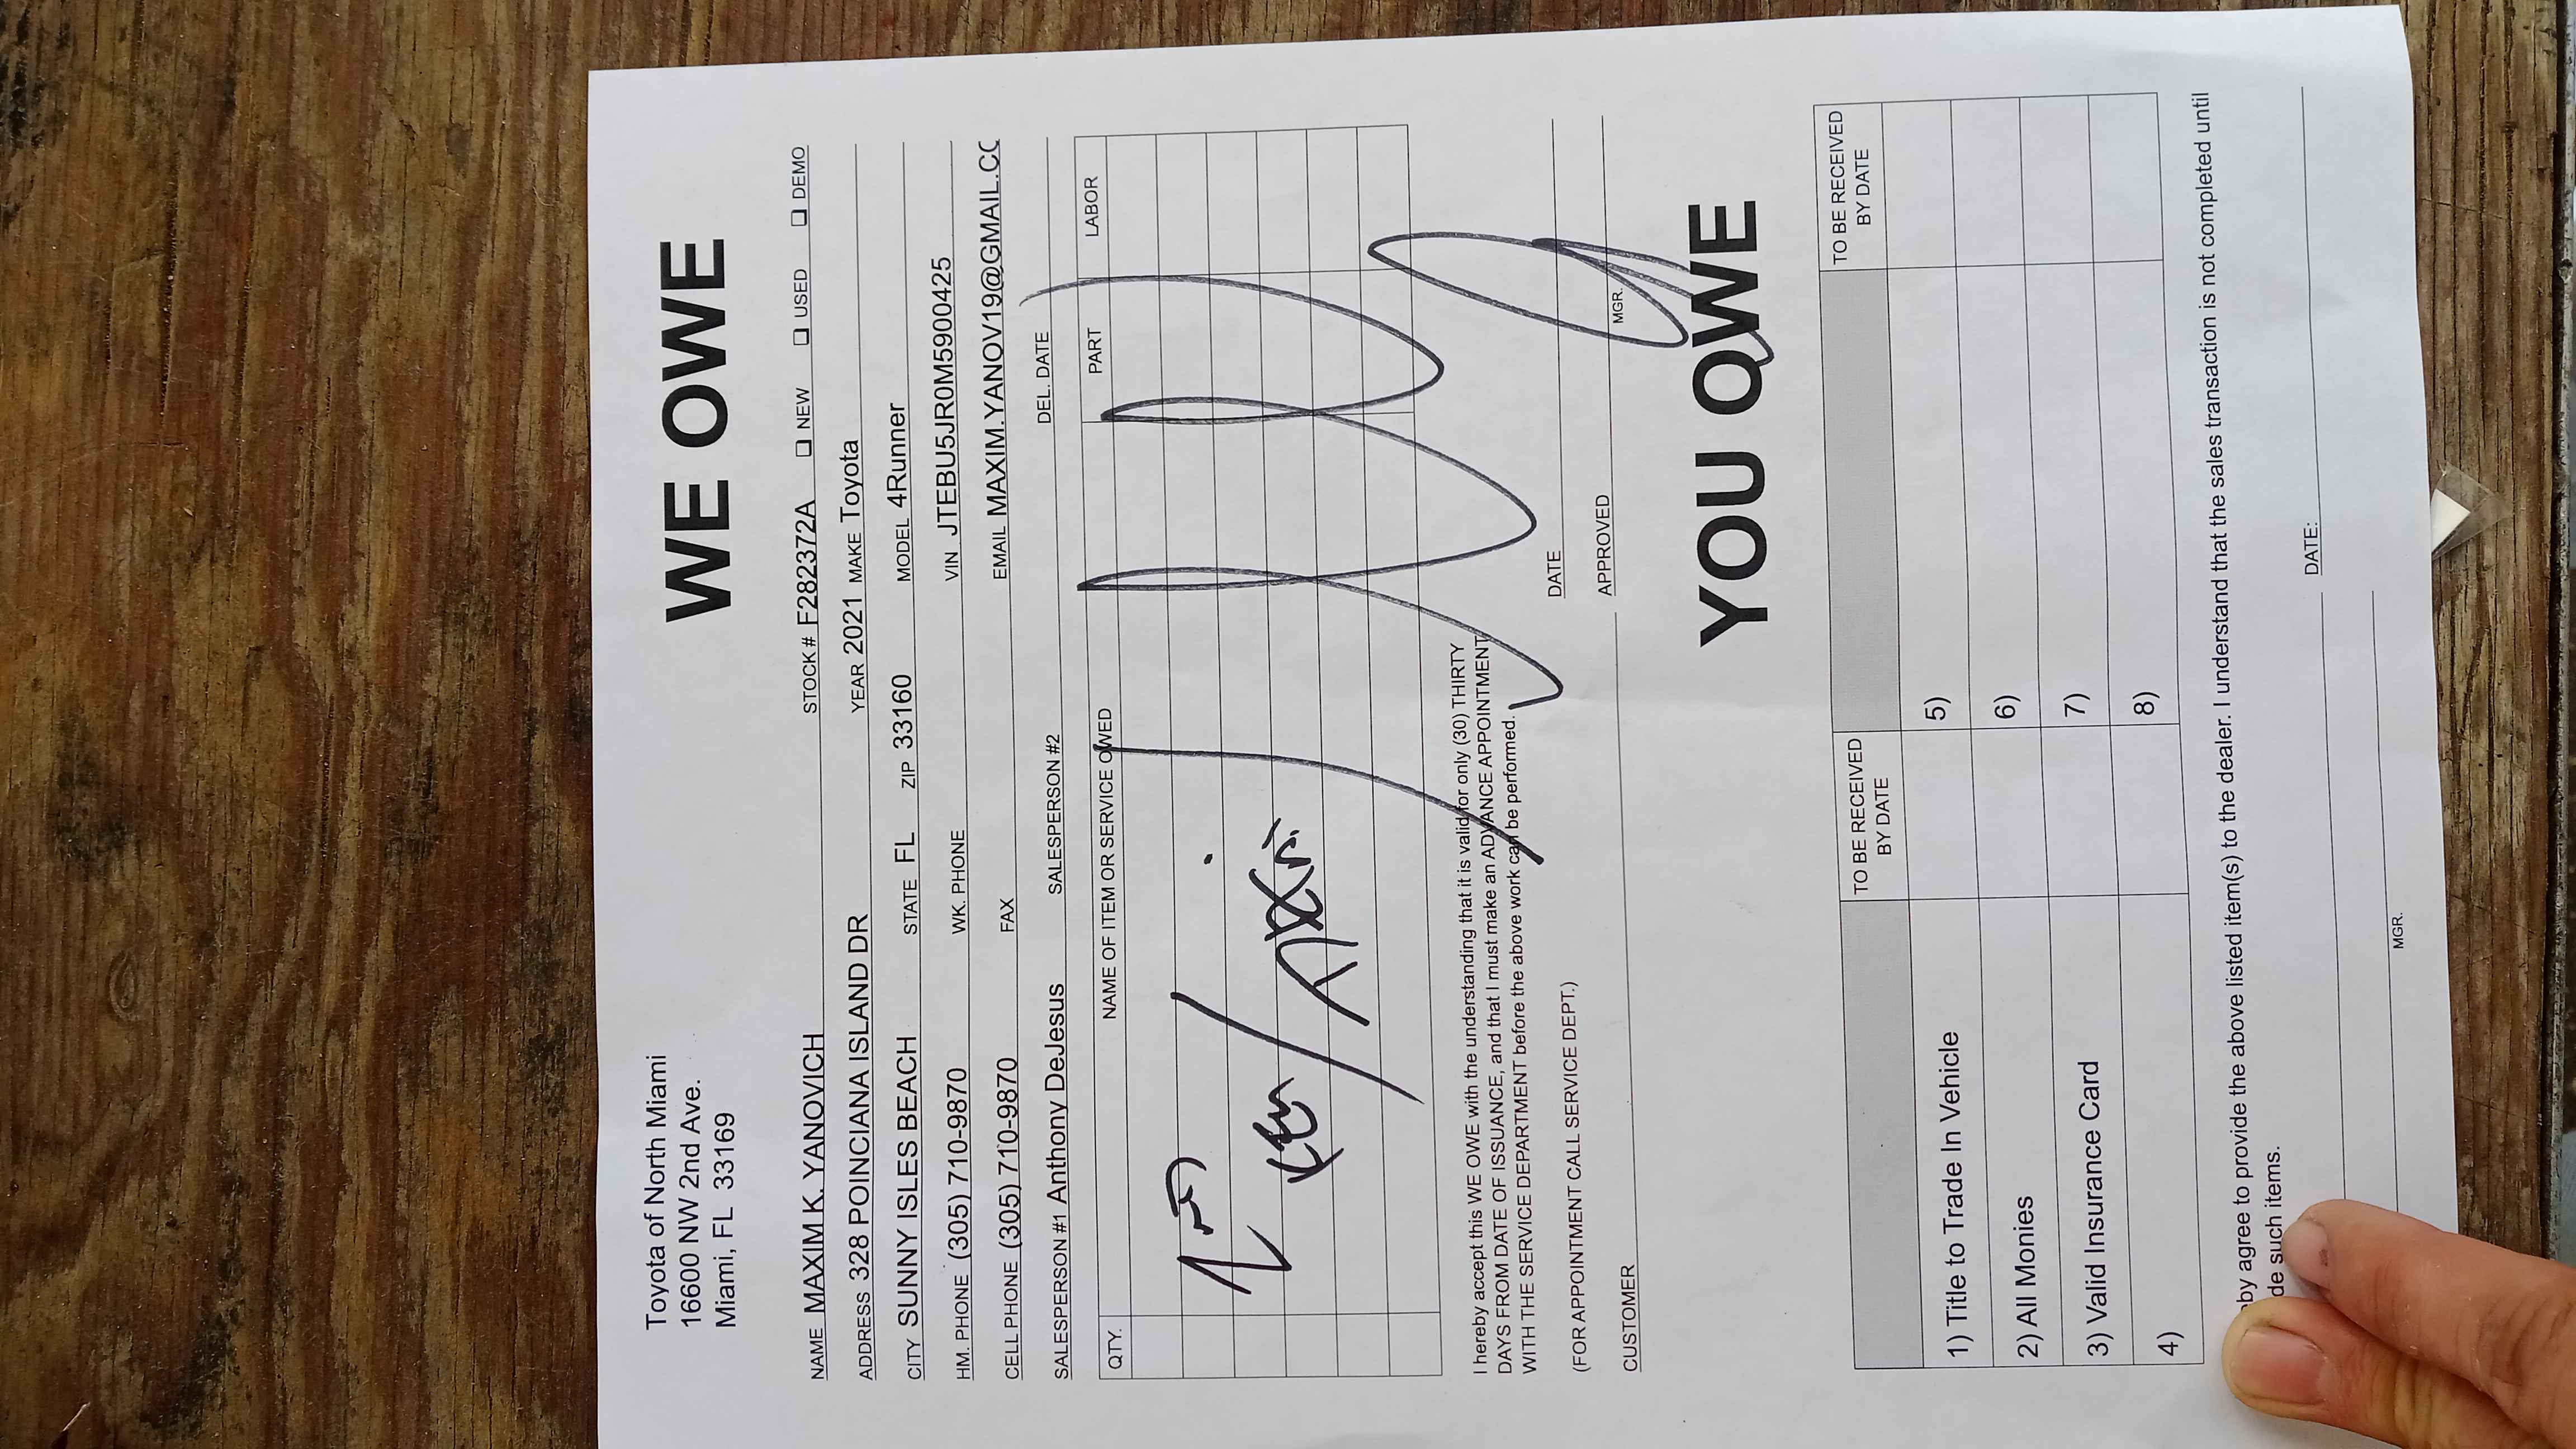 Toyota of North Miami
16600 NW 2nd Ave.
Miami, FL 33169
WE OWE
NAME MAXIM K. YANOVICH STOCK# F282372A ❑ NEW ❑ USED ❑ DEMO
ADDRESS 328 POINCIANA ISLAND DR YEAR 2021 MAKE Toyota
CITY SUNNY ISLES BEACH STATE FL ZIP 33160 MODEL 4Runner
HM. PHONE (305) 710-9870 WK. PHONE VIN JTEBU5JR0M5900425
CELL PHONE (305) 710-9870 FAX EMAIL MAXIM.YANOV19@GMAIL.CO
SALESPERSON #1 Anthony DeJesus SALESPERSON #2 DEL. DATE
QTY. NAME OF ITEM OR SERVICE OWED PART LABOR
I hereby accept this WE OWE with the understanding that it is valid for only (30) THIRTY
DAYS FROM DATE OF ISSUANCE, and that I must make an ADVANCE APPOINTMENT
WITH THE SERVICE DEPARTMENT before the above work can be performed.
(FOR APPOINTMENT CALL SERVICE DEPT.) DATE
CUSTOMER APPROVED
MGR.
YOU OWE
TO BE RECEIVED BY DATE TO BE RECEIVED BY DATE
1) Title to Trade In Vehicle 5)
2) All Monies 6)
3) Valid Insurance Card 7)
4) 8)
by agree to provide the above listed item(s) to the dealer. I understand that the sales transaction is not completed until
de such items.
DATE:
MGR.